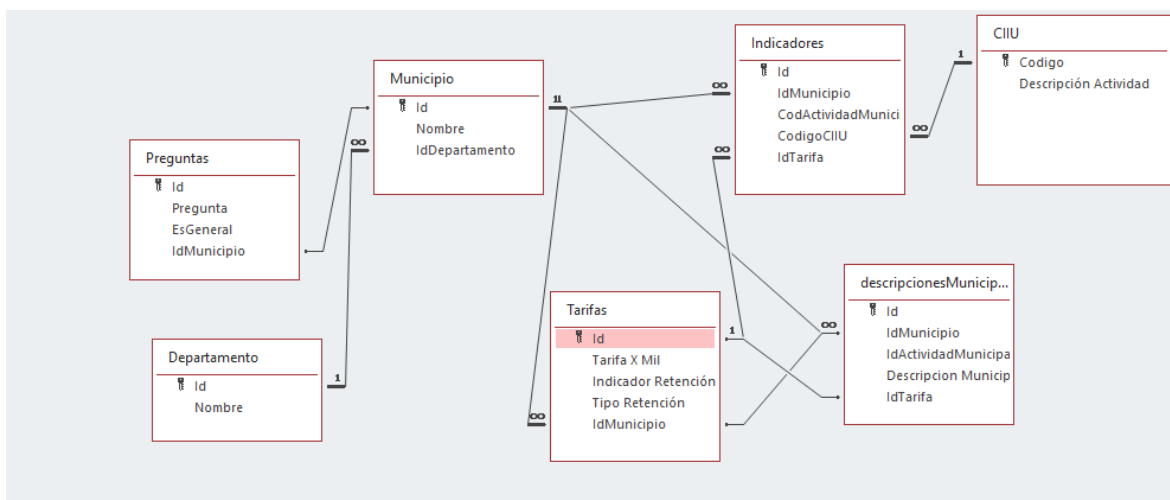 Municipio
Id
Nombre
IdDepartamento
Preguntas
Id
Pregunta
EsGeneral
IdMunicipio
Departamento
Id
Nombre
Indicadores
Id
IdMunicipio
CodActividadMunici
CodigoCIIU
IdTarifa
CIIU
Codigo
Descripción Actividad
Tarifas
Id
Tarifa X Mil
Indicador Retención
Tipo Retención
IdMunicipio
descripcionesMunicip...
Id
IdMunicipio
IdActividadMunicipa
Descripcion Municip
IdTarifa
1
∞
11
∞
∞
∞
1
∞
1
∞